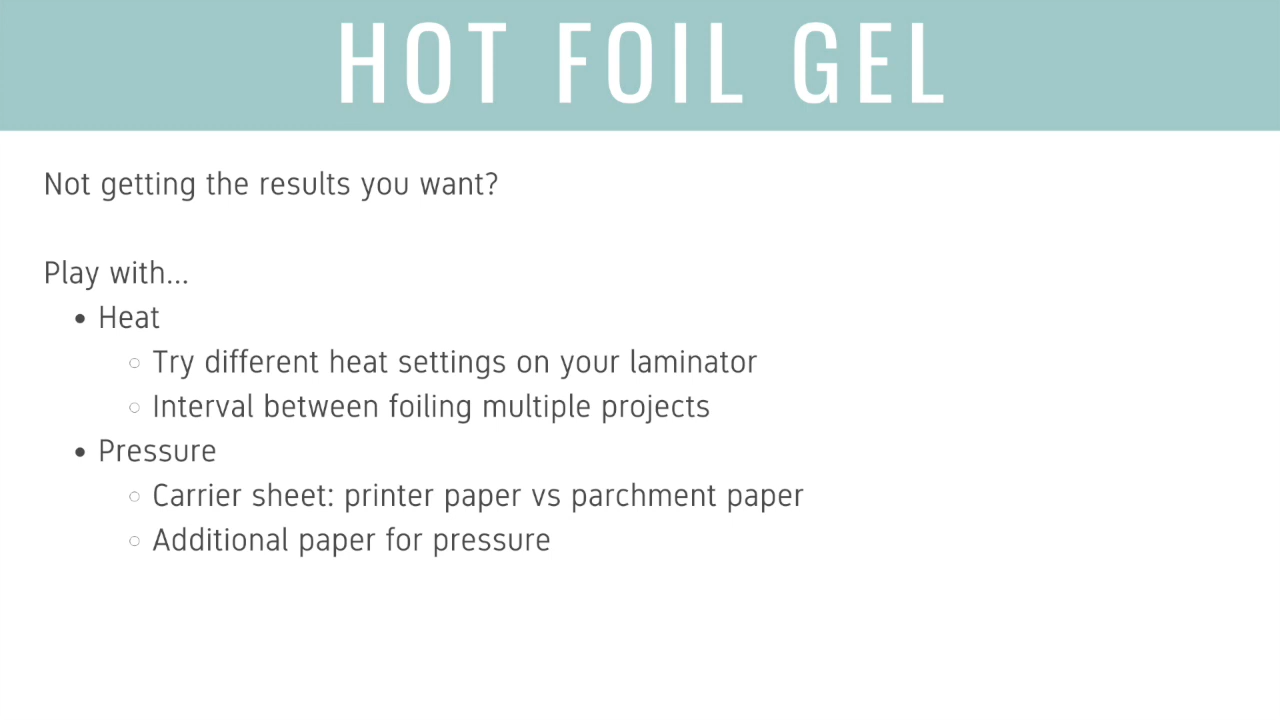 HOT FOIL GEL
Not getting the results you want?
Play with...
• Heat
◦ Try different heat settings on your laminator
◦ Interval between foiling multiple projects
• Pressure
◦ Carrier sheet: printer paper vs parchment paper
◦ Additional paper for pressure